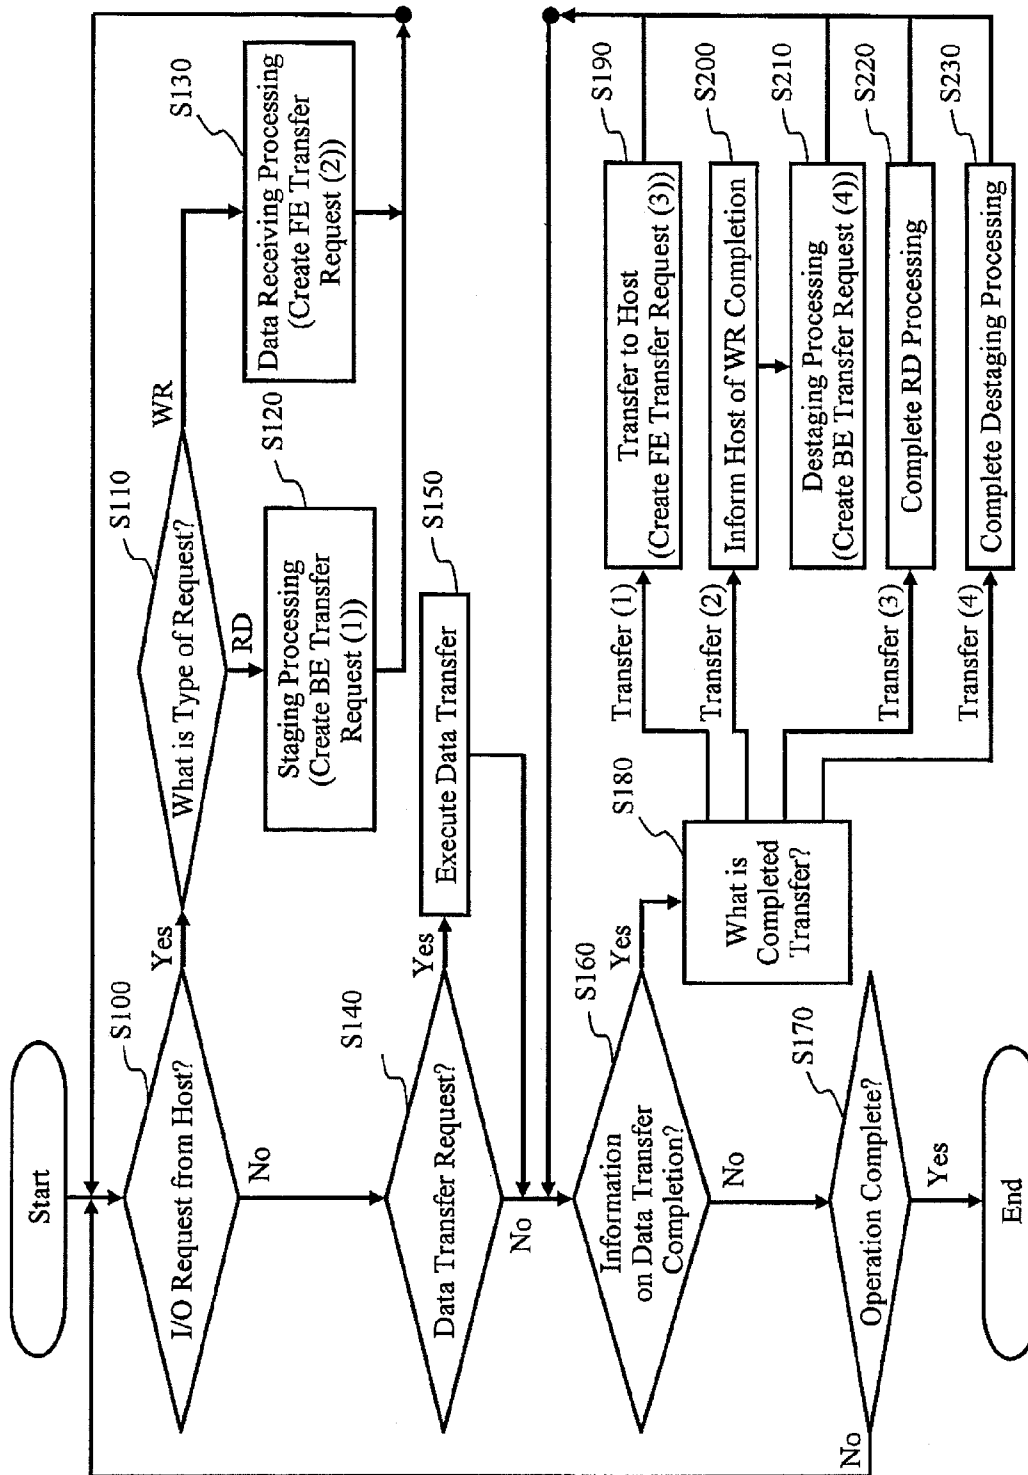 Start
S100
I/O Request from Host?
Yes
No
S110
What is Type of Request?
WR
RD
S120
Staging Processing
(Create BE Transfer
Request (1))
S130
Data Receiving Processing
(Create FE Transfer
Request (2))
S140
Data Transfer Request?
Yes
No
S150
Execute Data Transfer
S160
Information
on Data Transfer
Completion?
Yes
No
S170
Operation Complete?
No
Yes
End
S180
What is
Completed
Transfer?
Transfer (1)
Transfer (2)
Transfer (3)
Transfer (4)
S190
Transfer to Host
(Create FE Transfer Request (3))
S200
Inform Host of WR Completion
S210
Destaging Processing
(Create BE Transfer Request (4))
S220
Complete RD Processing
S230
Complete Destaging Processing